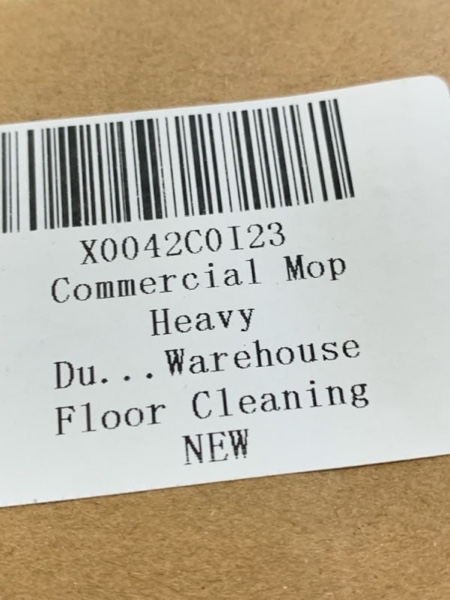 X0042C0I23
Commercial Mop
Heavy
Du...Warehouse
Floor Cleaning
NEW